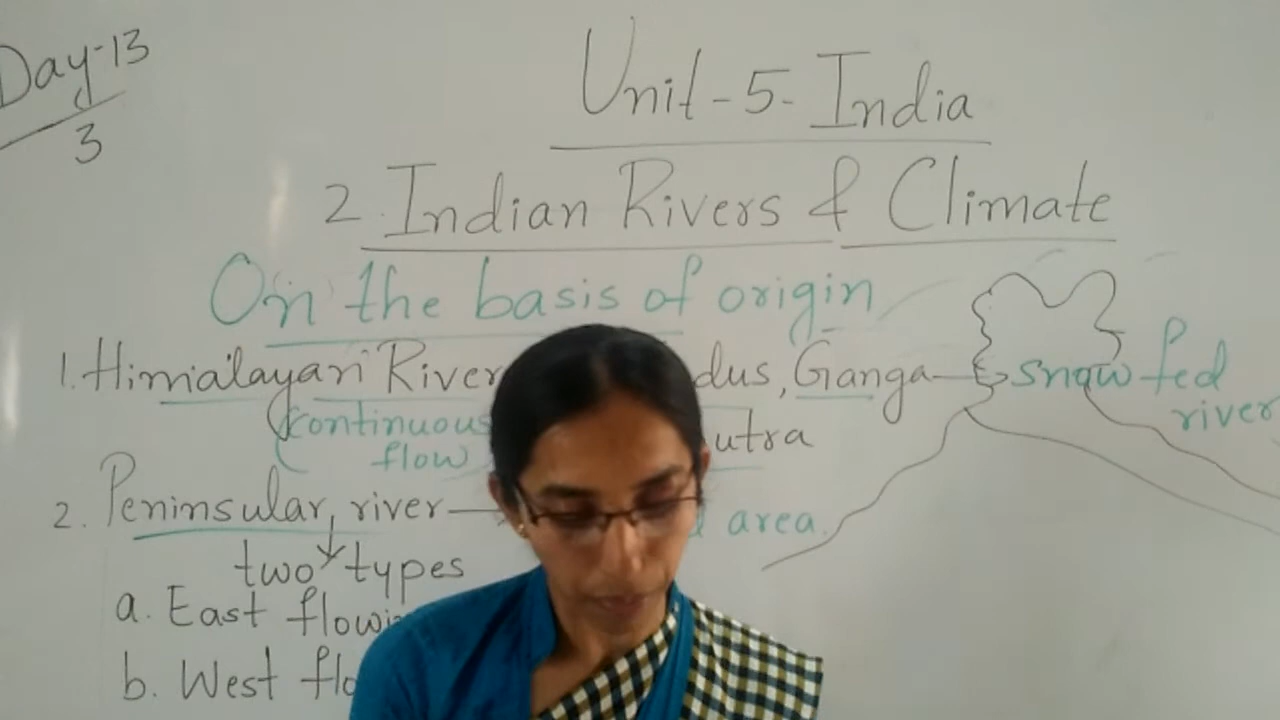 Day-13
3
Unit-5-India
2. Indian Rivers & Climate
On the basis of origin
1. Himalayan River dus, Ganga snow fed river
continuous flow utra
2. Peninsular river area
two types
a. East flowi
b. West flo